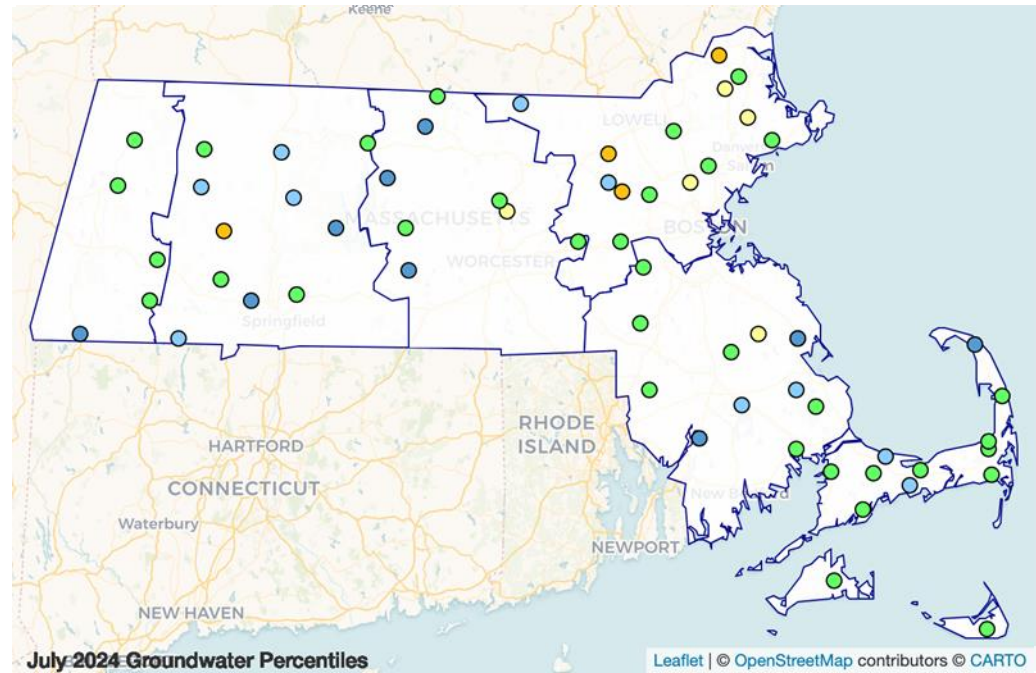 Keene
LOWELL
Danvers
Salem
MASSACHUSETTS
BOSTON
WORCESTER
Springfield
RHODE
ISLAND
HARTFORD
CONNECTICUT
New Bedford
Waterbury
NEWPORT
NEW HAVEN
July 2024 Groundwater Percentiles
Leaflet | © OpenStreetMap contributors © CARTO